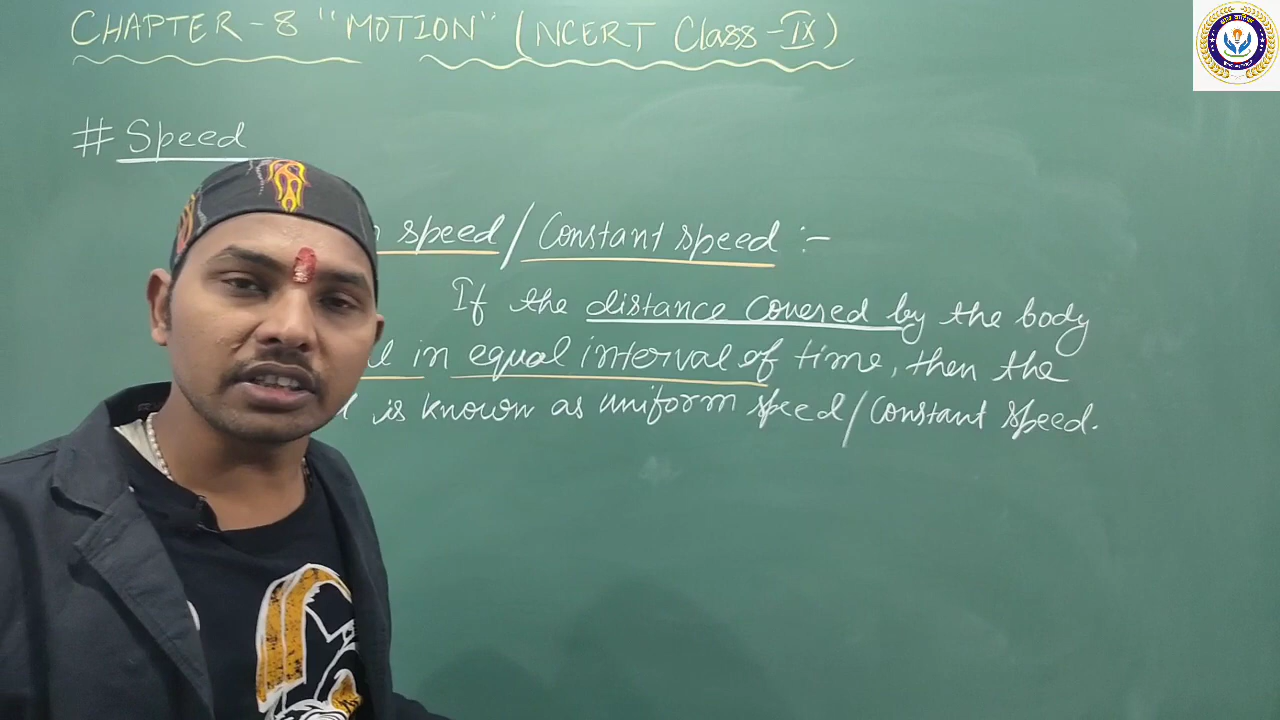 CHAPTER-8 "MOTION" (NCERT Class-IX)
# Speed
speed/Constant speed :-
If the distance covered by the body
in equal interval of time, then the
is known as uniform speed/constant speed.